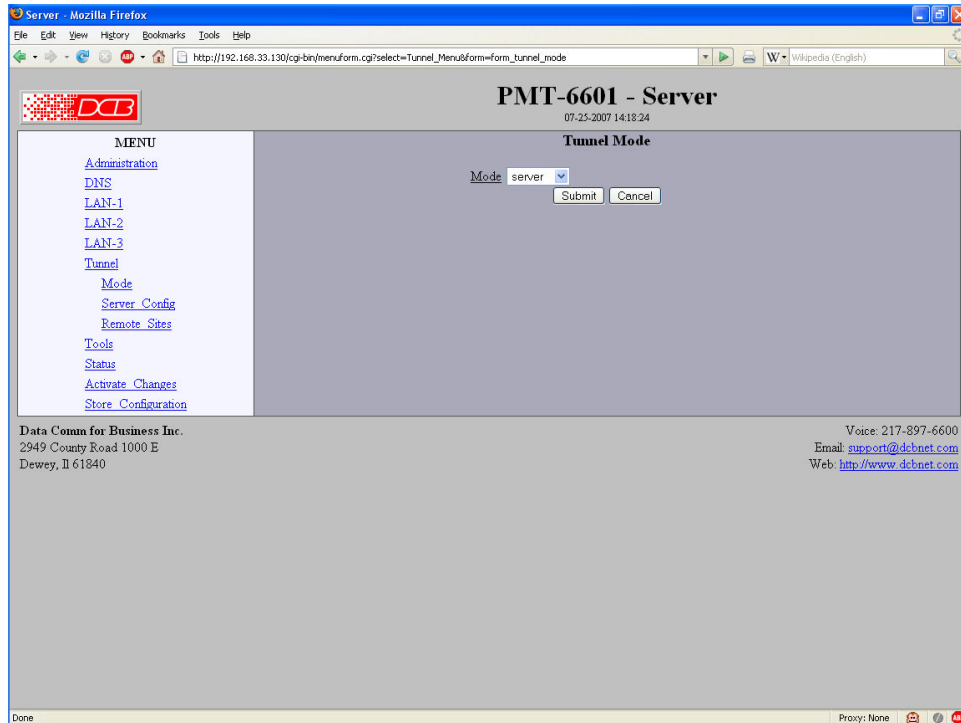 Server - Mozilla Firefox
File Edit View History Bookmarks Tools Help
ABP http://192.168.33.130/cgi-bin/menuform.cgi?select=Tunnel_Menu&form=form_tunnel_mode W Wikipedia (English)
DCB
PMT-6601 - Server
07-25-2007 14:18:24
MENU
Administration
DNS
LAN-1
LAN-2
LAN-3
Tunnel
Mode
Server Config
Remote Sites
Tools
Status
Activate Changes
Store Configuration
Tunnel Mode
Mode server
Submit Cancel
Data Comm for Business Inc.
2949 County Road 1000 E
Dewey, Il 61840
Voice: 217-897-6600
Email: support@dcbnet.com
Web: http://www.dcbnet.com
Done Proxy: None